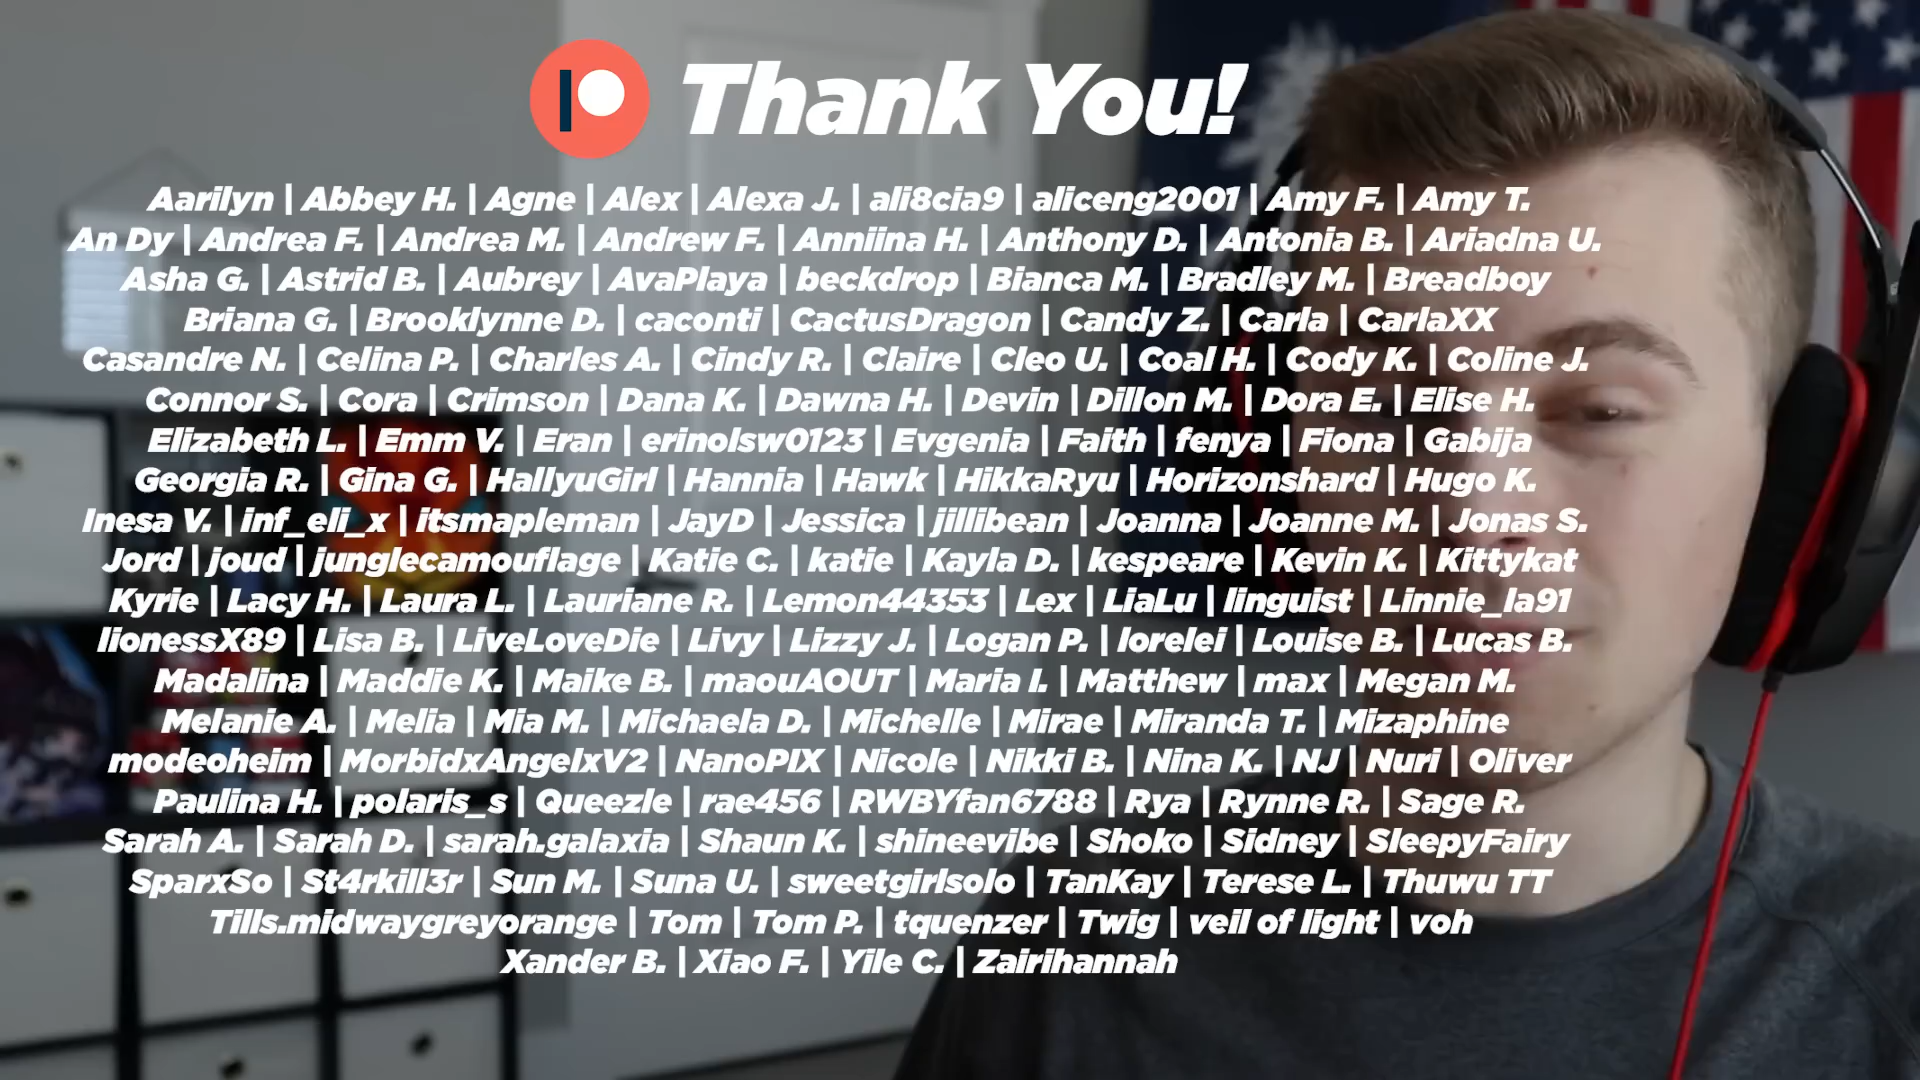 Thank You!
Aarilyn | Abbey H. | Agne | Alex | Alexa J. | ali8cia9 | aliceng2001 | Amy F. | Amy T.
An Dy | Andrea F. | Andrea M. | Andrew F. | Anniina H. | Anthony D. | Antonia B. | Ariadna U.
Asha G. | Astrid B. | Aubrey | AvaPlaya | beckdrop | Bianca M. | Bradley M. | Breadboy
Briana G. | Brooklynne D. | caconti | CactusDragon | Candy Z. | Carla | CarlaXX
Casandre N. | Celina P. | Charles A. | Cindy R. | Claire | Cleo U. | Coal H. | Cody K. | Coline J.
Connor S. | Cora | Crimson | Dana K. | Dawna H. | Devin | Dillon M. | Dora E. | Elise H.
Elizabeth L. | Emm V. | Eran | erinolsw0123 | Evgenia | Faith | fenya | Fiona | Gabija
Georgia R. | Gina G. | HallyuGirl | Hannia | Hawk | HikkaRyu | Horizonshard | Hugo K.
Inesa V. | inf_eli_x | itsmapleman | JayD | Jessica | jillibean | Joanna | Joanne M. | Jonas S.
Jord | joud | junglecamouflage | Katie C. | katie | Kayla D. | kespeare | Kevin K. | Kittykat
Kyrie | Lacy H. | Laura L. | Lauriane R. | Lemon44353 | Lex | LiaLu | linguist | Linnie_la91
lionessX89 | Lisa B. | LiveLoveDie | Livy | Lizzy J. | Logan P. | lorelei | Louise B. | Lucas B.
Madalina | Maddie K. | Maike B. | maouAOUT | Maria I. | Matthew | max | Megan M.
Melanie A. | Melia | Mia M. | Michaela D. | Michelle | Mirae | Miranda T. | Mizaphine
modeoheim | MorbidxAngelxV2 | NanoPIX | Nicole | Nikki B. | Nina K. | NJ | Nuri | Oliver
Paulina H. | polaris_s | Queezle | rae456 | RWBYfan6788 | Rya | Rynne R. | Sage R.
Sarah A. | Sarah D. | sarah.galaxia | Shaun K. | shineevibe | Shoko | Sidney | SleepyFairy
SparxSo | St4rkill3r | Sun M. | Suna U. | sweetgirlsolo | TanKay | Terese L. | Thuwu TT
Tills.midwaygreyorange | Tom | Tom P. | tquenzer | Twig | veil of light | voh
Xander B. | Xiao F. | Yile C. | Zairihannah